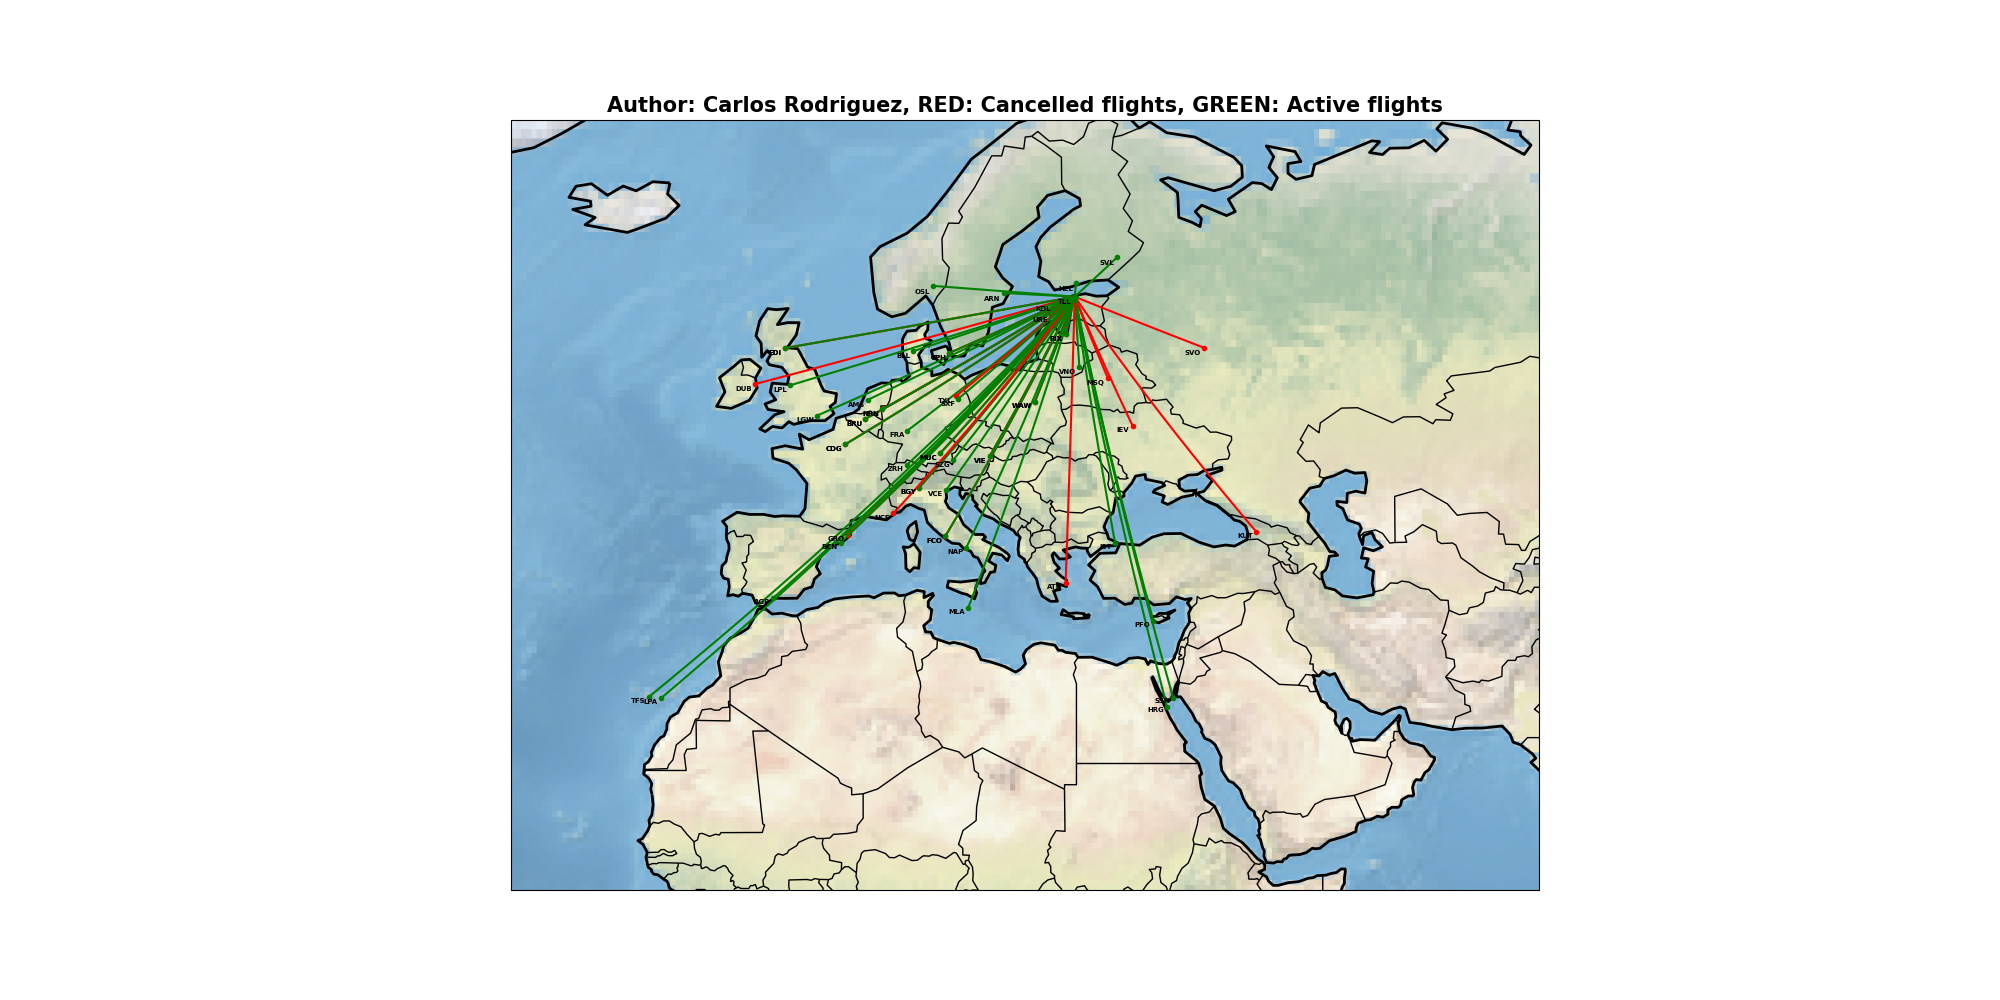 Author: Carlos Rodriguez, RED: Cancelled flights, GREEN: Active flights
SVL
HEL
OSL
ARN
TLL
KDL
URE
RIX
EDI
BLL
CPH
SVO
VNO
MSQ
DUB
LPL
AMS
TXL
SXF
WAW
NRN
LGW
BRU
IEV
FRA
CDG
MUC
VIE
SZG
ZRH
BGY
VCE
NCE
KUT
GRO
BCN
FCO
IST
NAP
ATH
AGP
MLA
PFO
TFS
LPA
SSH
HRG